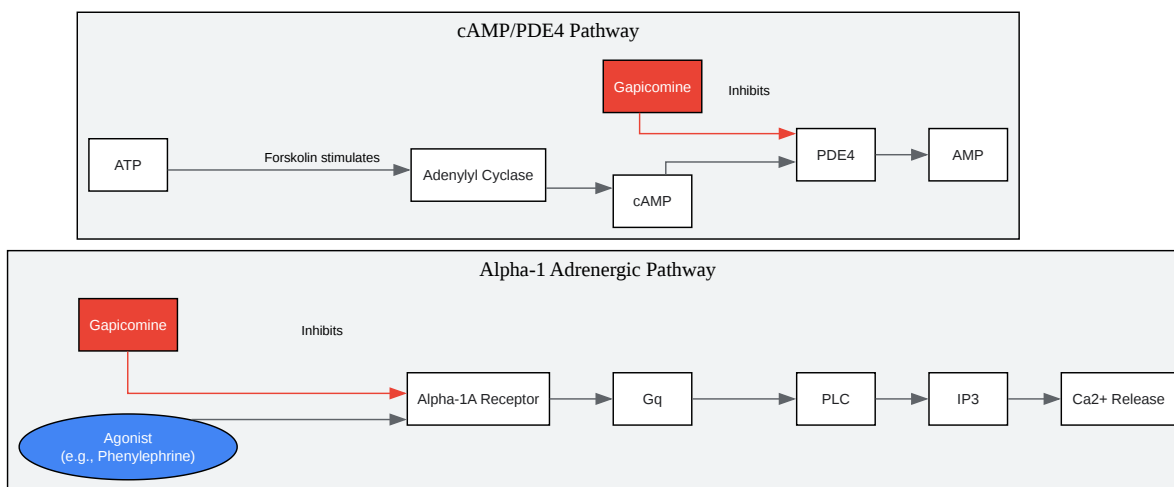 cAMP/PDE4 Pathway
Gapicomine
Inhibits
ATP
Forskolin stimulates
Adenylyl Cyclase
cAMP
PDE4
AMP
Alpha-1 Adrenergic Pathway
Gapicomine
Inhibits
Agonist
(e.g., Phenylephrine)
Alpha-1A Receptor
Gq
PLC
IP3
Ca2+ Release